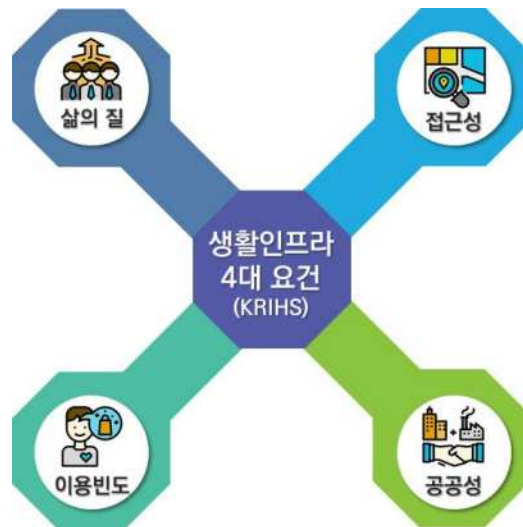 삶의 질
접근성
생활인프라
4대 요건
(KRIHS)
이용빈도
공공성